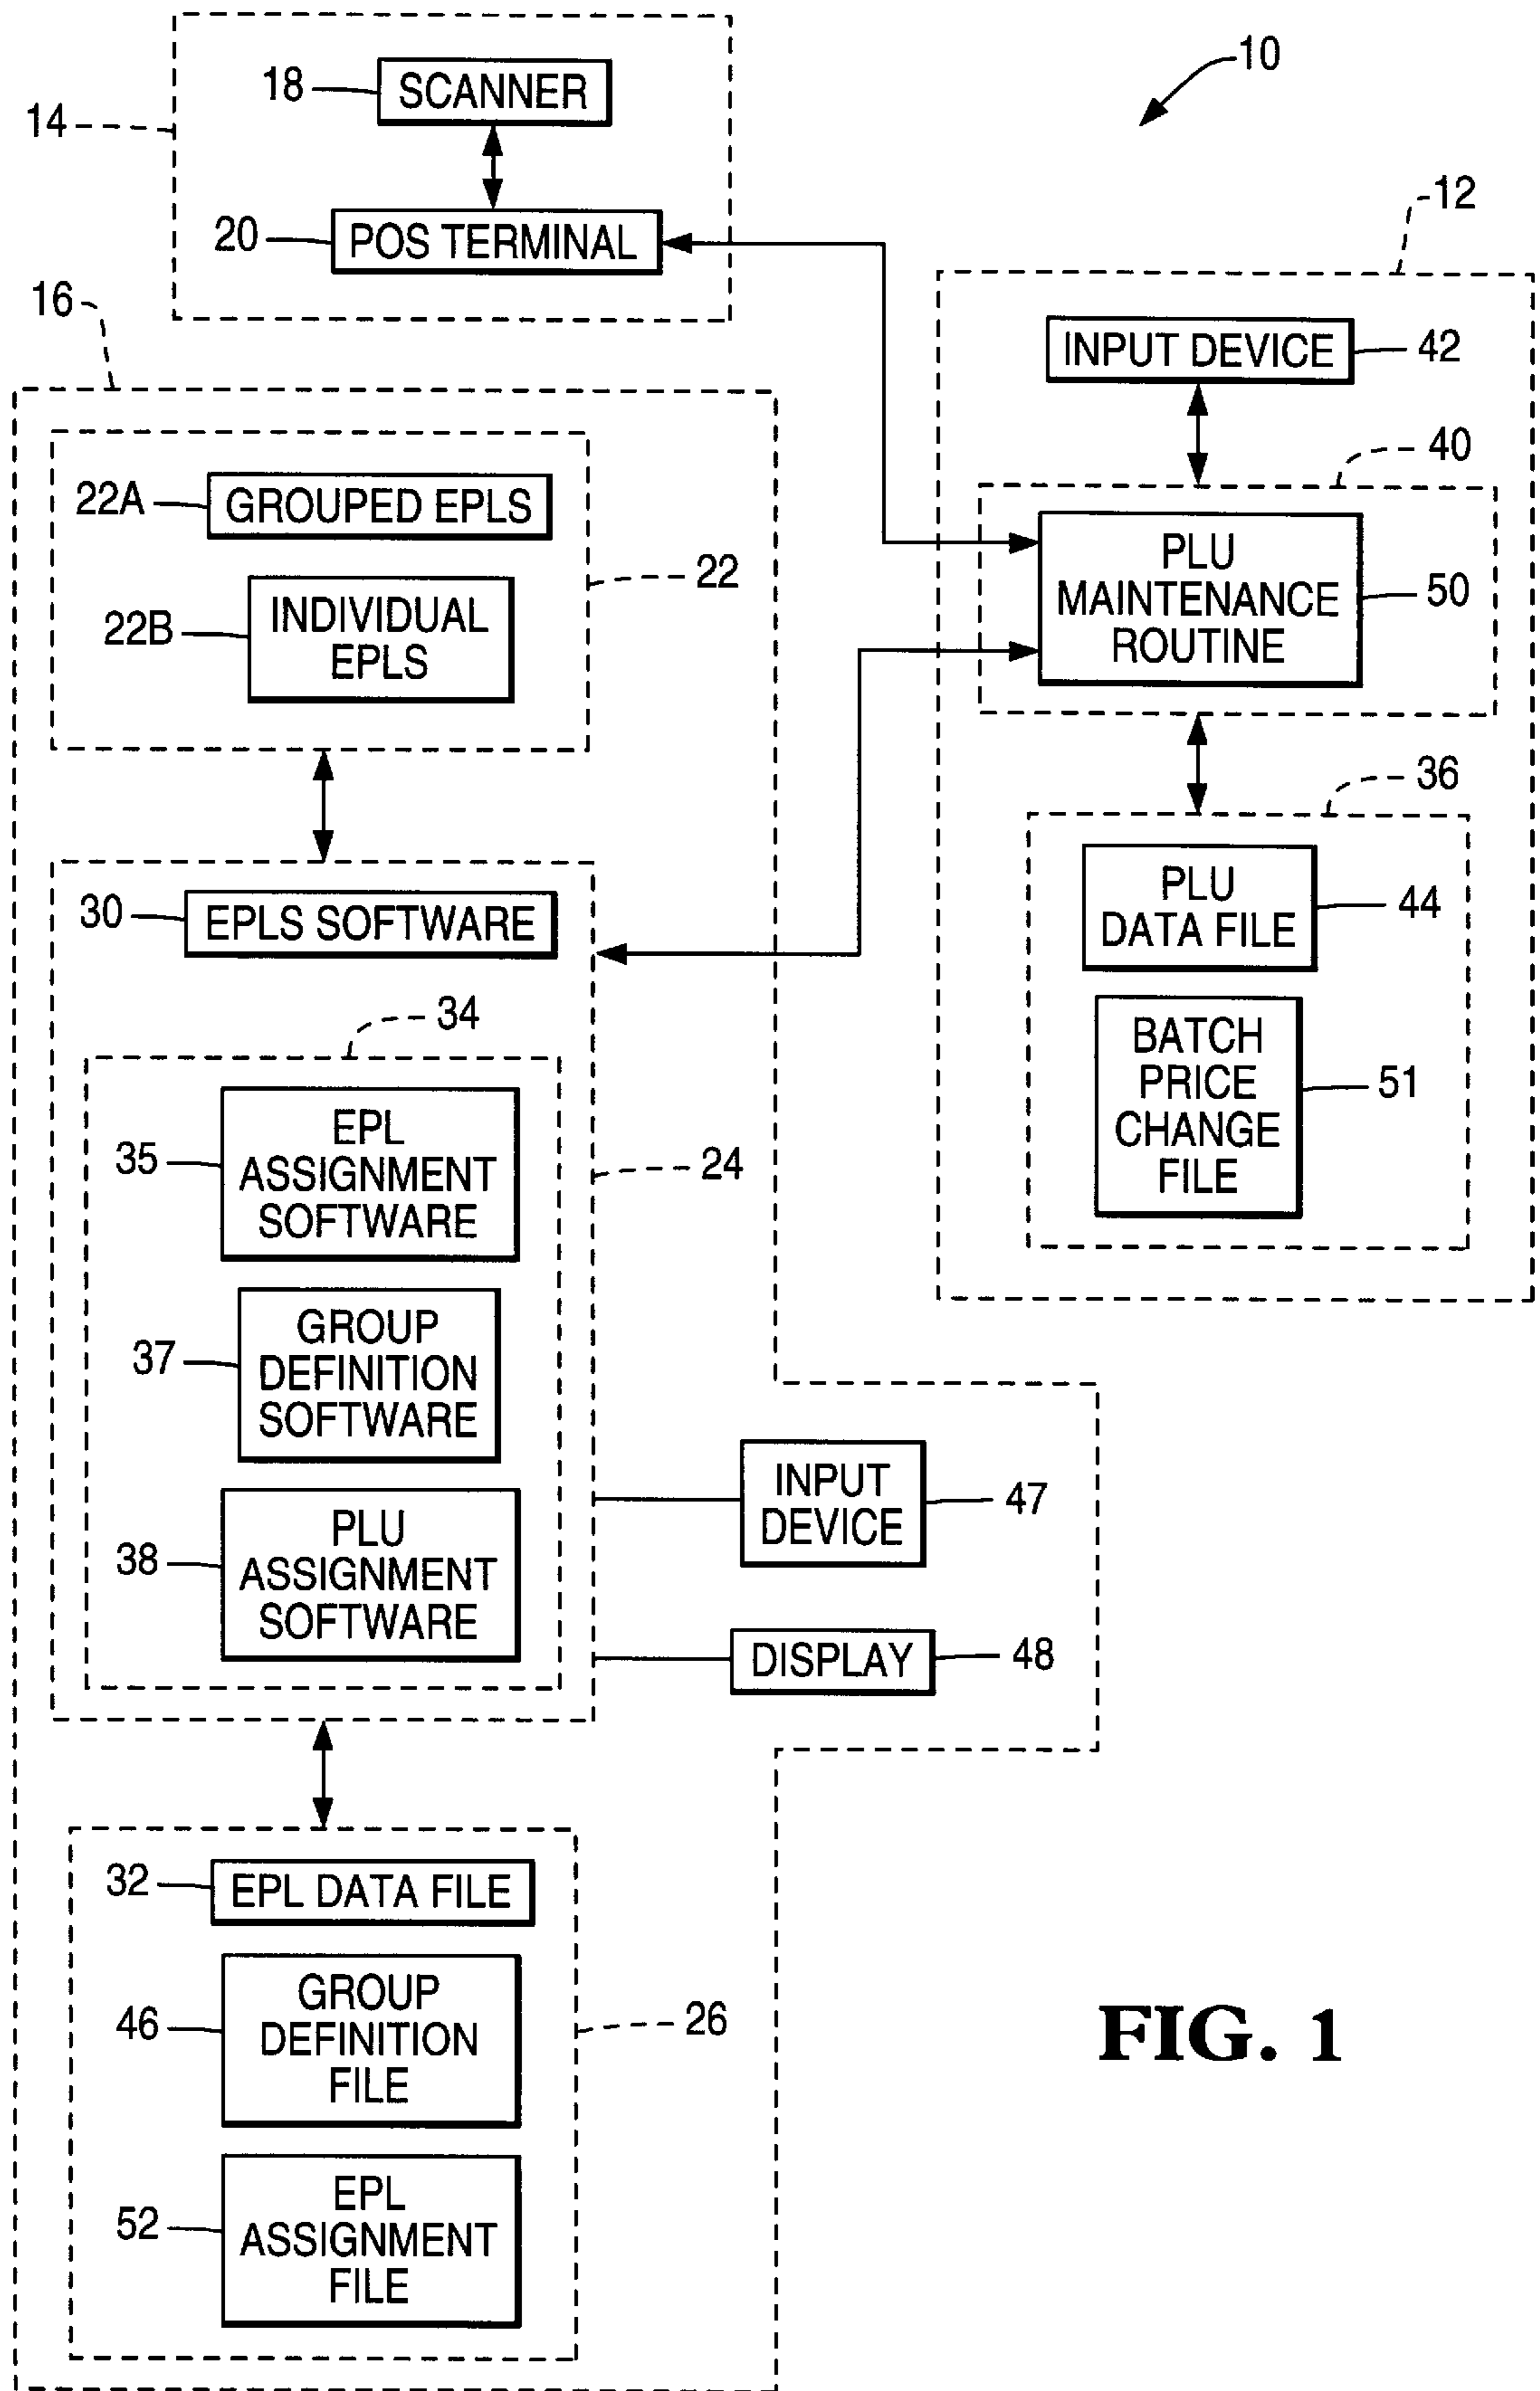 10
14
18
SCANNER
20
POS TERMINAL
12
INPUT DEVICE
42
40
PLU
MAINTENANCE
ROUTINE
50
36
PLU
DATA FILE
44
BATCH
PRICE
CHANGE
FILE
51
16
22A
GROUPED EPLS
22B
INDIVIDUAL
EPLS
22
30
EPLS SOFTWARE
34
35
EPL
ASSIGNMENT
SOFTWARE
24
37
GROUP
DEFINITION
SOFTWARE
38
PLU
ASSIGNMENT
SOFTWARE
INPUT
DEVICE
47
DISPLAY
48
32
EPL DATA FILE
46
GROUP
DEFINITION
FILE
26
52
EPL
ASSIGNMENT
FILE
FIG. 1